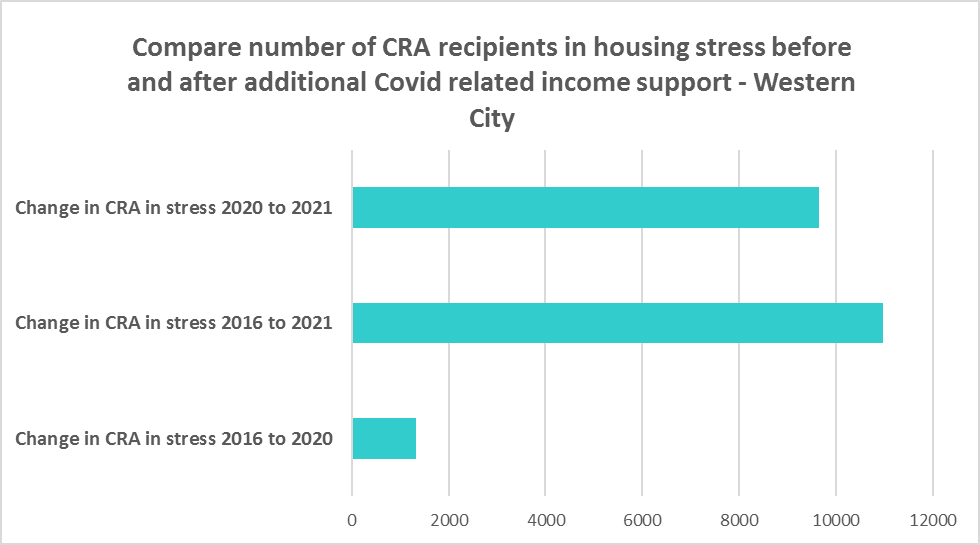 Compare number of CRA recipients in housing stress before
and after additional Covid related income support - Western
City
Change in CRA in stress 2020 to 2021
Change in CRA in stress 2016 to 2021
Change in CRA in stress 2016 to 2020
0 2000 4000 6000 8000 10000 12000